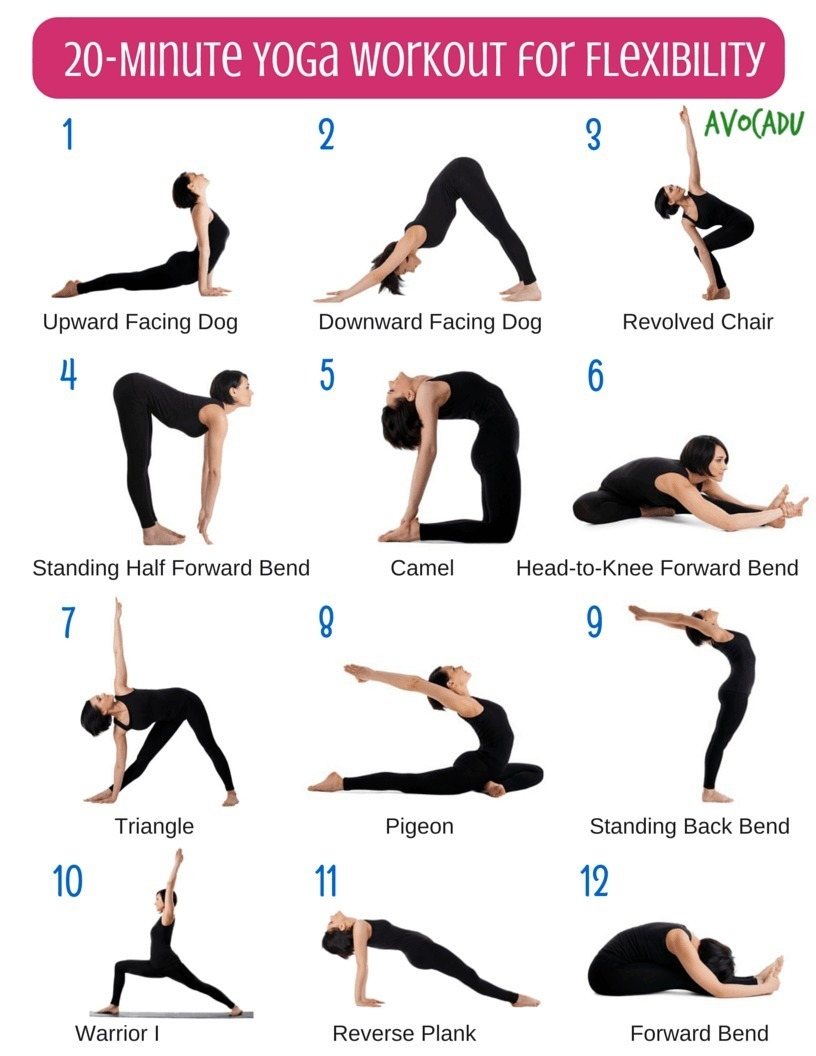 20-Minute Yoga Workout for Flexibility
AVOCADU
1
2
3
Upward Facing Dog
Downward Facing Dog
Revolved Chair
4
5
6
Standing Half Forward Bend
Camel
Head-to-Knee Forward Bend
7
8
9
Triangle
Pigeon
Standing Back Bend
10
11
12
Warrior I
Reverse Plank
Forward Bend